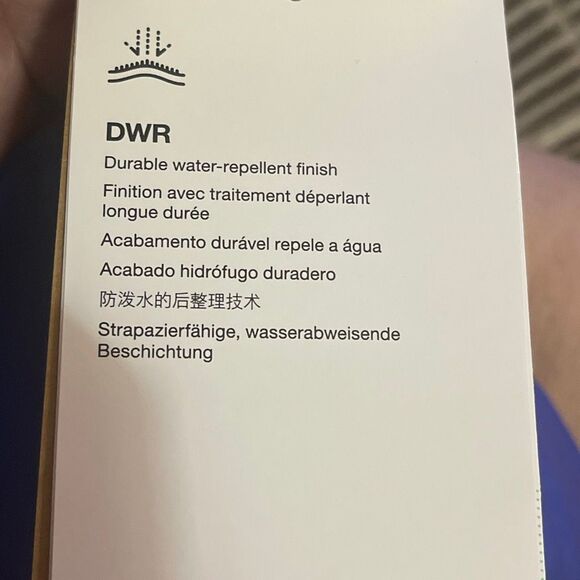 DWR
Durable water-repellent finish
Finition avec traitement déperlant
longue durée
Acabamento durável repele a água
Acabado hidrófugo duradero
防泼水的后整理技术
Strapazierfähige, wasserabweisende
Beschichtung